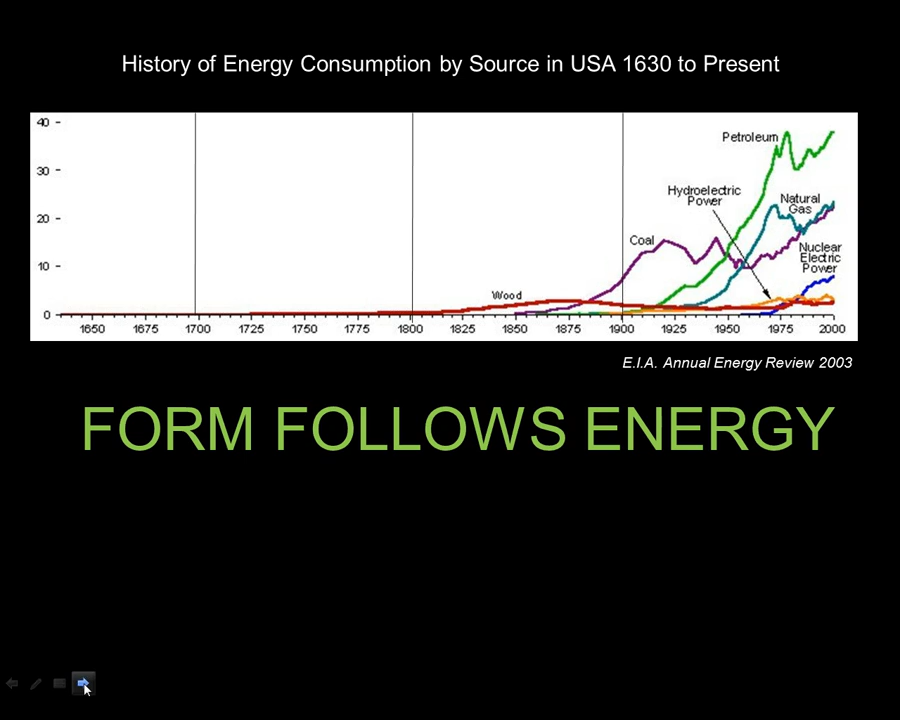 History of Energy Consumption by Source in USA 1630 to Present
40
Petroleum
30
Hydroelectric
Power
Natural
Gas
20
Coal
Nuclear
Electric
Power
10
Wood
0
1650 1675 1700 1725 1750 1775 1800 1825 1850 1875 1900 1925 1950 1975 2000
E.I.A. Annual Energy Review 2003
FORM FOLLOWS ENERGY